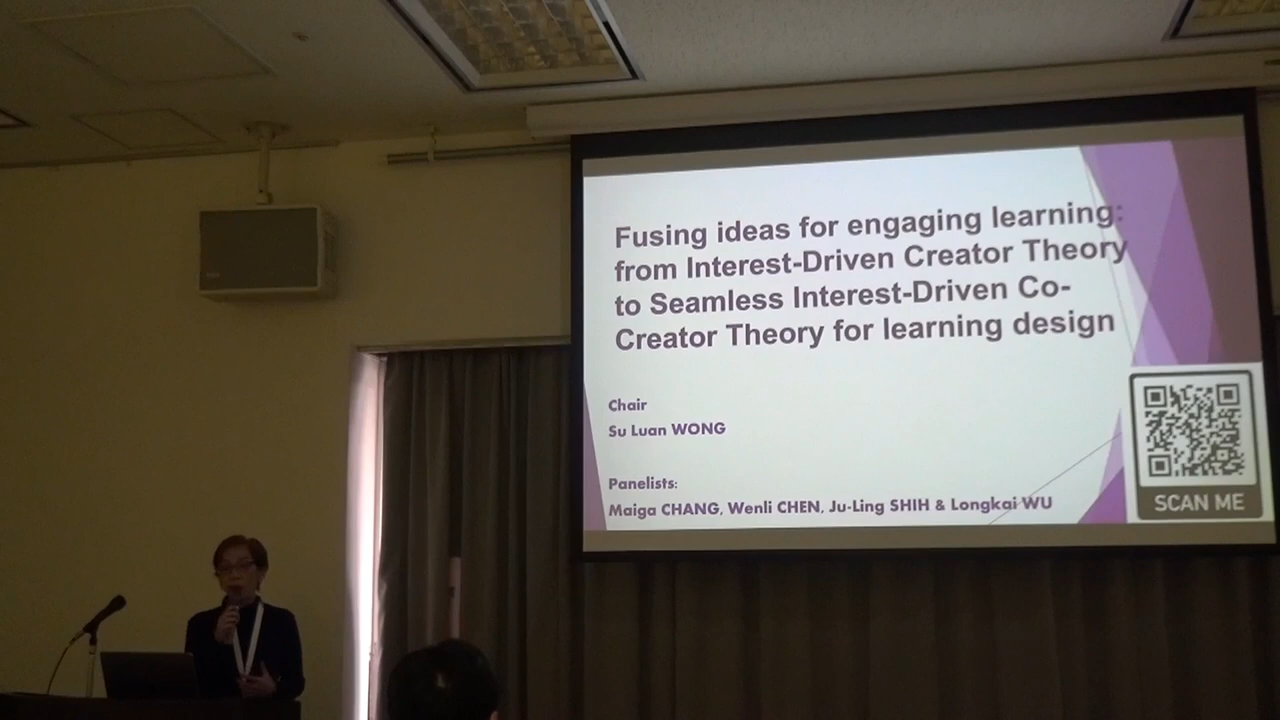 Fusing ideas for engaging learning:
from Interest-Driven Creator Theory
to Seamless Interest-Driven Co-
Creator Theory for learning design
Chair
Su Luan WONG
Panelists:
Maiga CHANG, Wenli CHEN, Ju-Ling SHIH & Longkai WU
SCAN ME